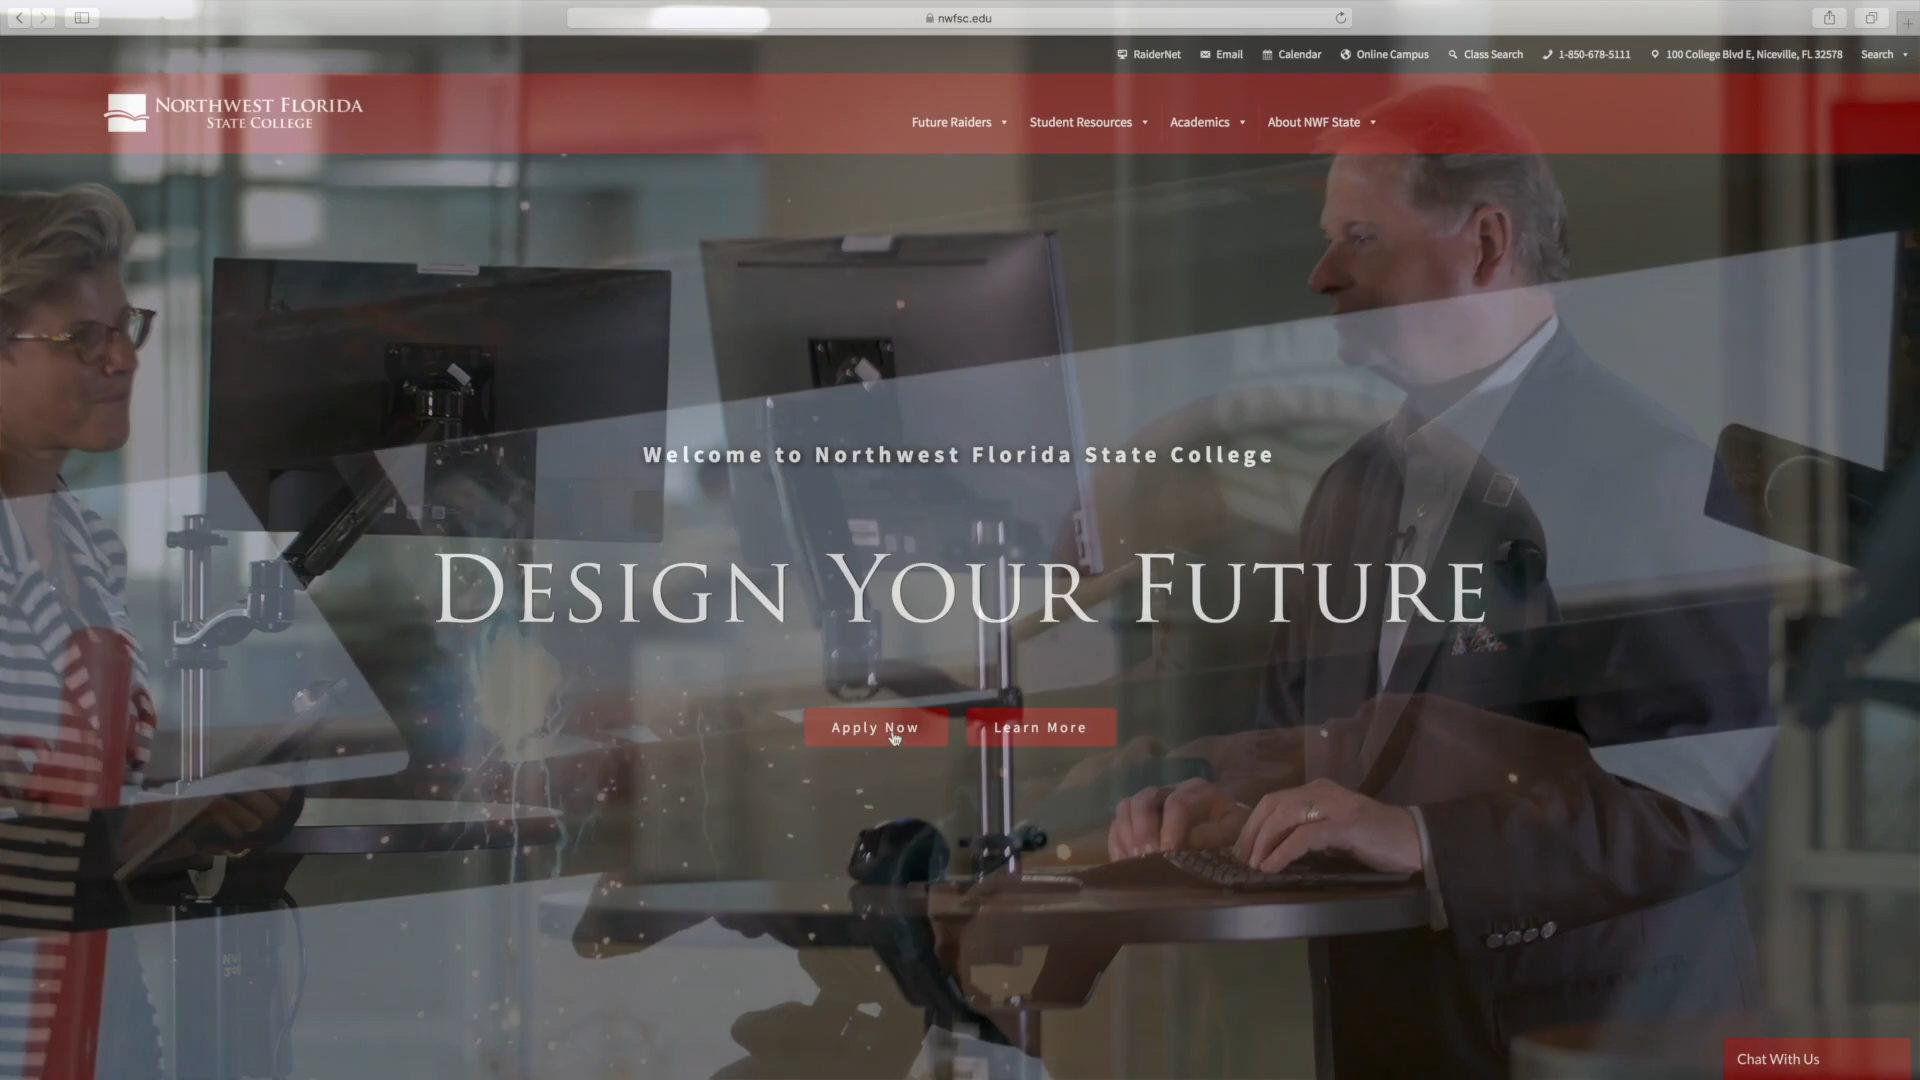 nwfsc.edu
RaiderNet Email Calendar Online Campus Class Search 1-850-678-5111 100 College Blvd E, Niceville, FL 32578 Search
NORTHWEST FLORIDA
STATE COLLEGE
Future Raiders Student Resources Academics About NWF State
Welcome to Northwest Florida State College
DESIGN YOUR FUTURE
Apply Now Learn More
Chat With Us